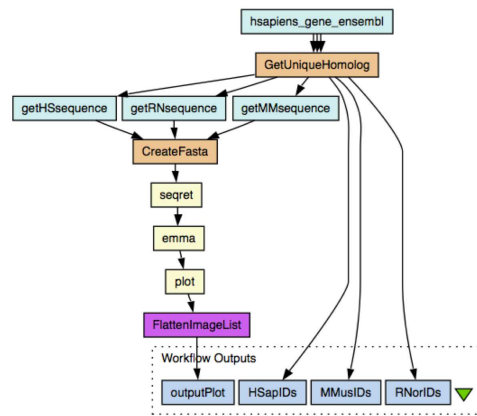 hsapiens_gene_ensembl
GetUniqueHomolog
getHSsequence getRNsequence getMMsequence
CreateFasta
seqret
emma
plot
FlattenImageList
Workflow Outputs
outputPlot HSapIDs MMusIDs RNorIDs